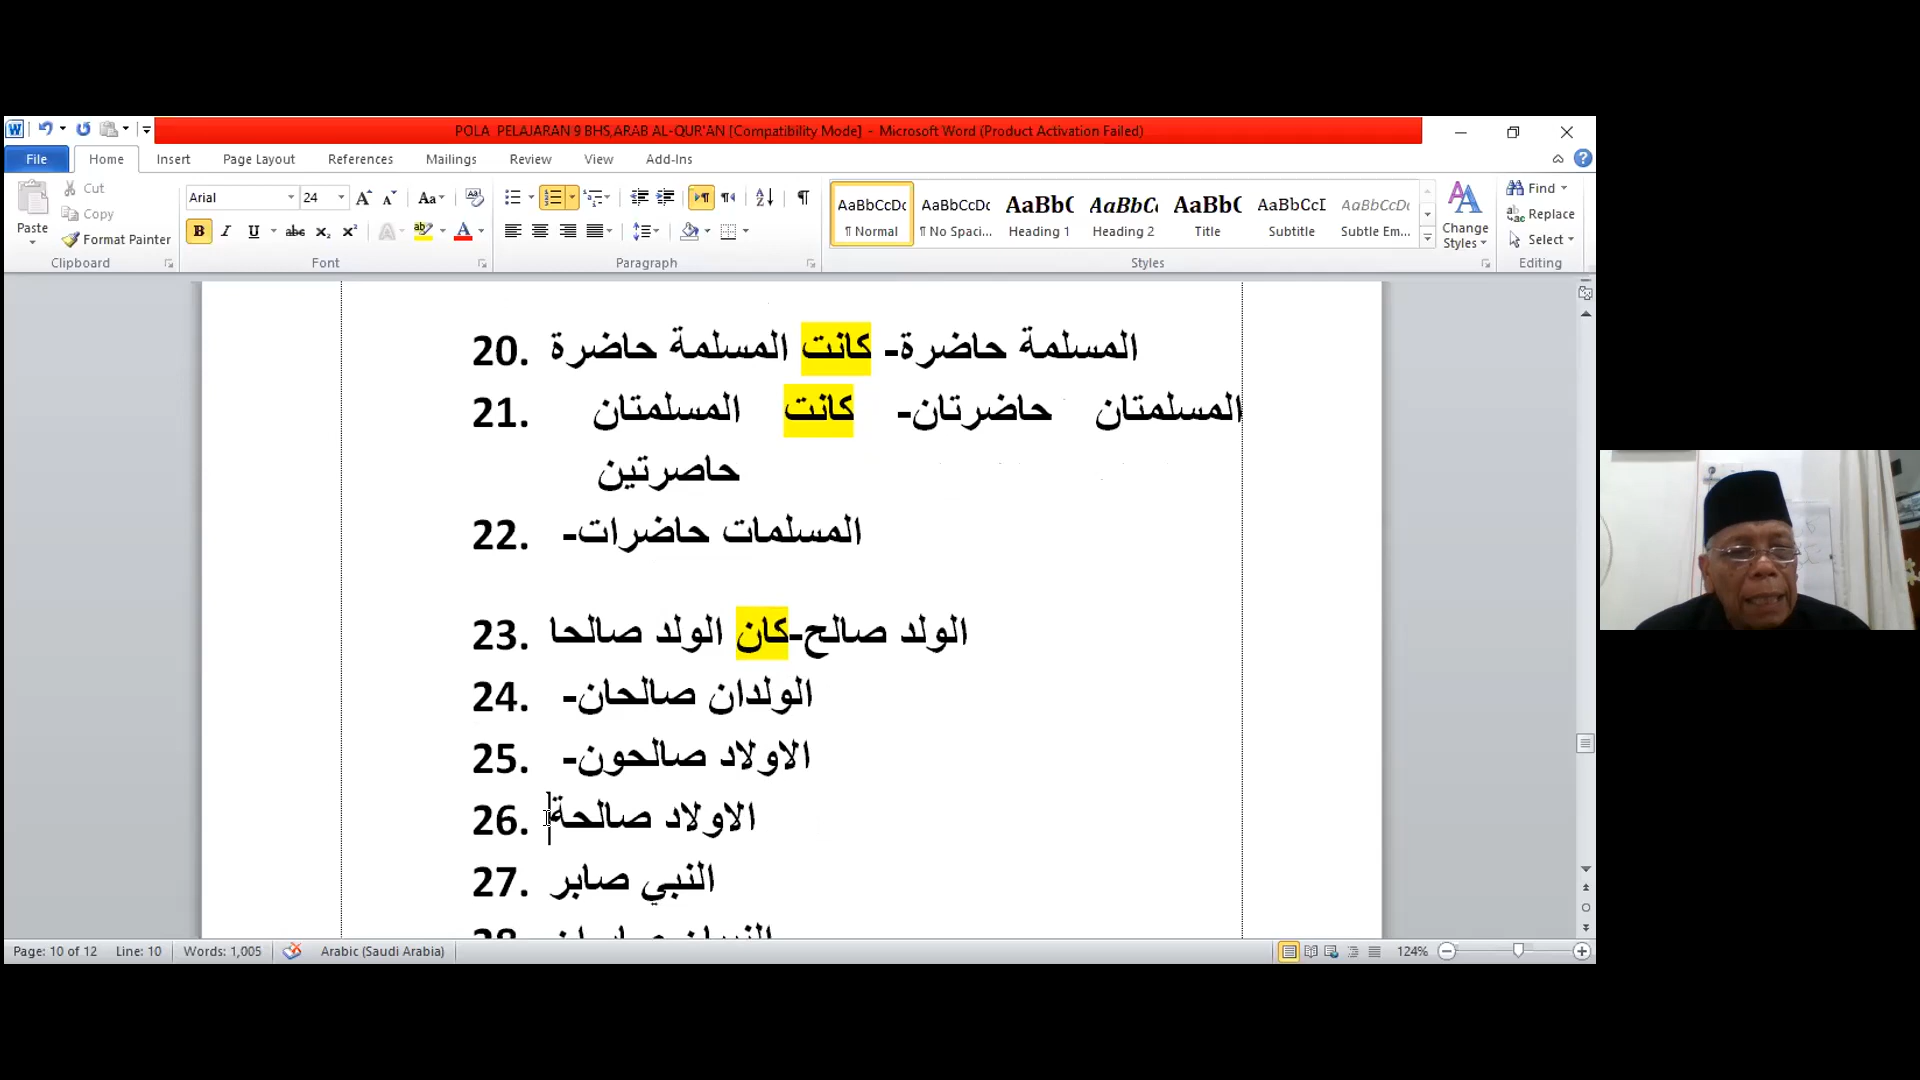 POLA PELAJARAN 9 BHS,ARAB AL-QUR'AN [Compatibility Mode] - Microsoft Word (Product Activation Failed)
File Home Insert Page Layout References Mailings Review View Add-Ins
Cut
Copy
Format Painter
Paste
Clipboard
Arial 24
Font
Paragraph
AaBbCcDc AaBbCcDc AaBbC AaBbC AaBbC AaBbCcI AaBbCcDc
¶ Normal ¶ No Spaci... Heading 1 Heading 2 Title Subtitle Subtle Em...
Change Styles
Styles
Find
Replace
Select
Editing
20. المسلمة حاضرة- كانت المسلمة حاضرة
21. المسلمتان حاضرتان- كانت المسلمتان
حاصرتين
22. المسلمات حاضرات-
23. الولد صالح-كان الولد صالحا
24. الولدان صالحان-
25. الاولاد صالحون-
26. الاولاد صالحة
27. النبي صابر
Page: 10 of 12 Line: 10 Words: 1,005 Arabic (Saudi Arabia) 124%